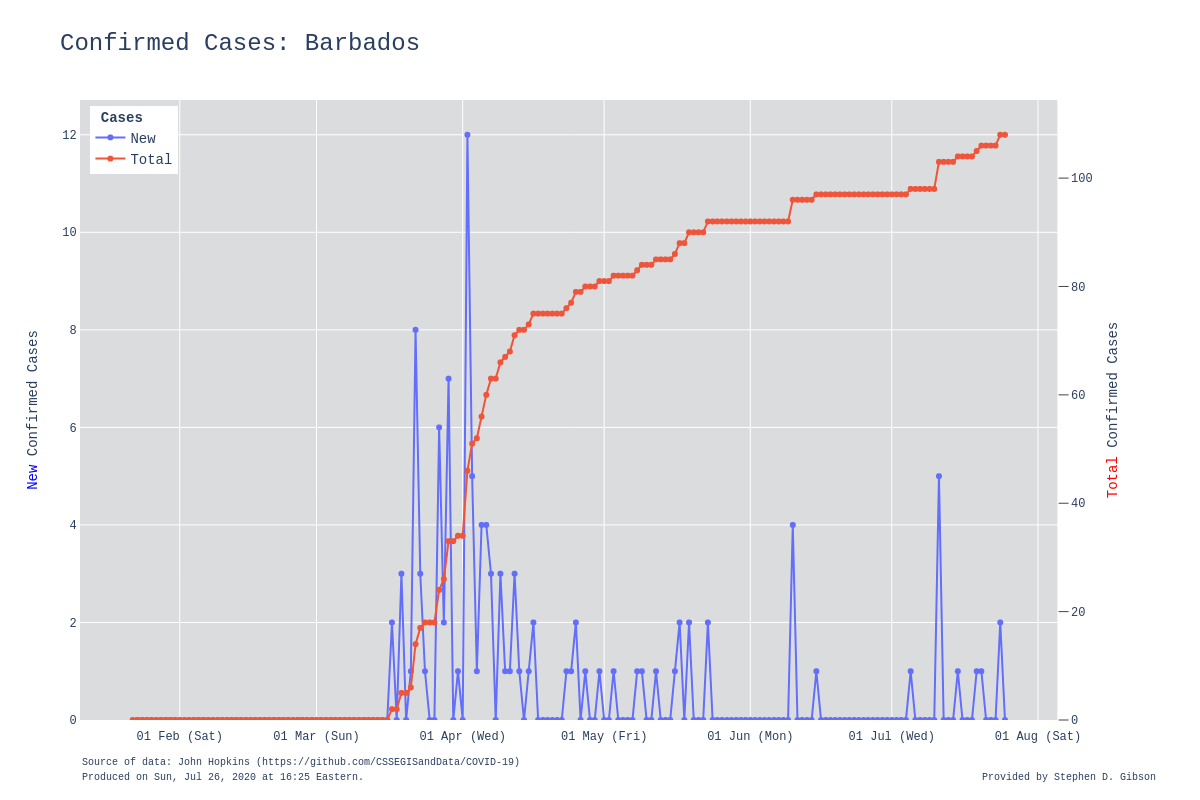 Confirmed Cases: Barbados
Cases
New
Total
12
10
8
6
4
2
0
100
80
60
40
20
0
New Confirmed Cases
Total Confirmed Cases
01 Feb (Sat)
01 Mar (Sun)
01 Apr (Wed)
01 May (Fri)
01 Jun (Mon)
01 Jul (Wed)
01 Aug (Sat)
Source of data: John Hopkins (https://github.com/CSSEGISandData/COVID-19)
Produced on Sun, Jul 26, 2020 at 16:25 Eastern.
Provided by Stephen D. Gibson